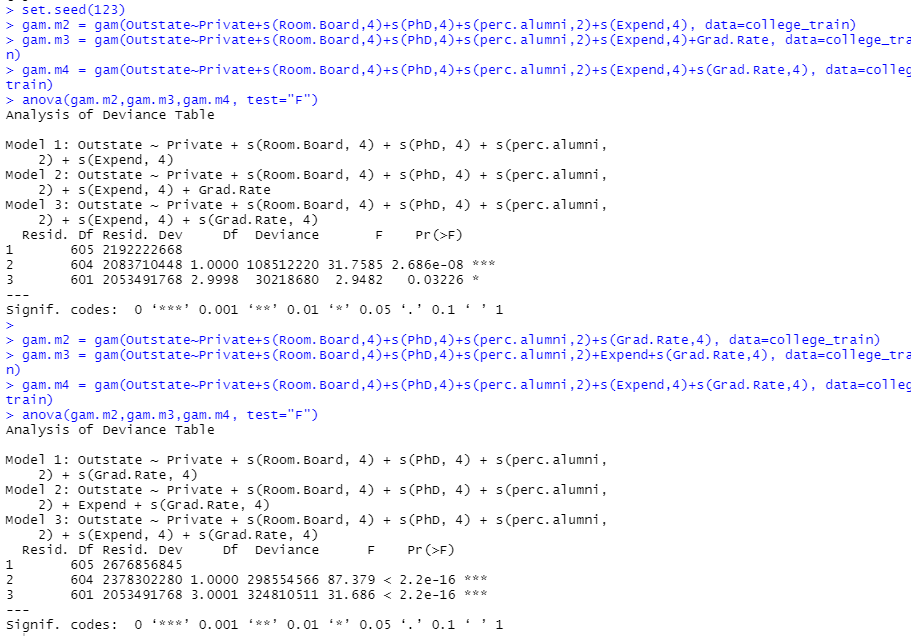 > set.seed(123)
> gam.m2 = gam(Outstate~Private+s(Room.Board,4)+s(PhD,4)+s(perc.alumni,2)+s(Expend,4), data=college_train)
> gam.m3 = gam(Outstate~Private+s(Room.Board,4)+s(PhD,4)+s(perc.alumni,2)+s(Expend,4)+Grad.Rate, data=college_trai
n)
> gam.m4 = gam(Outstate~Private+s(Room.Board,4)+s(PhD,4)+s(perc.alumni,2)+s(Expend,4)+s(Grad.Rate,4), data=colleg
train)
> anova(gam.m2,gam.m3,gam.m4, test="F")
Analysis of Deviance Table
Model 1: Outstate ~ Private + s(Room.Board, 4) + s(PhD, 4) + s(perc.alumni,
2) + s(Expend, 4)
Model 2: Outstate ~ Private + s(Room.Board, 4) + s(PhD, 4) + s(perc.alumni,
2) + s(Expend, 4) + Grad.Rate
Model 3: Outstate ~ Private + s(Room.Board, 4) + s(PhD, 4) + s(perc.alumni,
2) + s(Expend, 4) + s(Grad.Rate, 4)
Resid. Df Resid. Dev Df Deviance F Pr(>F)
1 605 2192222668
2 604 2083710448 1.0000 108512220 31.7585 2.686e-08 ***
3 601 2053491768 2.9998 30218680 2.9482 0.03226 *
---
Signif. codes: 0 ‘***’ 0.001 ‘**’ 0.01 ‘*’ 0.05 ‘.’ 0.1 ‘ ’ 1
>
> gam.m2 = gam(Outstate~Private+s(Room.Board,4)+s(PhD,4)+s(perc.alumni,2)+s(Grad.Rate,4), data=college_train)
> gam.m3 = gam(Outstate~Private+s(Room.Board,4)+s(PhD,4)+s(perc.alumni,2)+Expend+s(Grad.Rate,4), data=college_trai
n)
> gam.m4 = gam(Outstate~Private+s(Room.Board,4)+s(PhD,4)+s(perc.alumni,2)+s(Expend,4)+s(Grad.Rate,4), data=colleg
train)
> anova(gam.m2,gam.m3,gam.m4, test="F")
Analysis of Deviance Table
Model 1: Outstate ~ Private + s(Room.Board, 4) + s(PhD, 4) + s(perc.alumni,
2) + s(Grad.Rate, 4)
Model 2: Outstate ~ Private + s(Room.Board, 4) + s(PhD, 4) + s(perc.alumni,
2) + Expend + s(Grad.Rate, 4)
Model 3: Outstate ~ Private + s(Room.Board, 4) + s(PhD, 4) + s(perc.alumni,
2) + s(Expend, 4) + s(Grad.Rate, 4)
Resid. Df Resid. Dev Df Deviance F Pr(>F)
1 605 2676856845
2 604 2378302280 1.0000 298554566 87.379 < 2.2e-16 ***
3 601 2053491768 3.0001 324810511 31.686 < 2.2e-16 ***
---
Signif. codes: 0 ‘***’ 0.001 ‘**’ 0.01 ‘*’ 0.05 ‘.’ 0.1 ‘ ’ 1